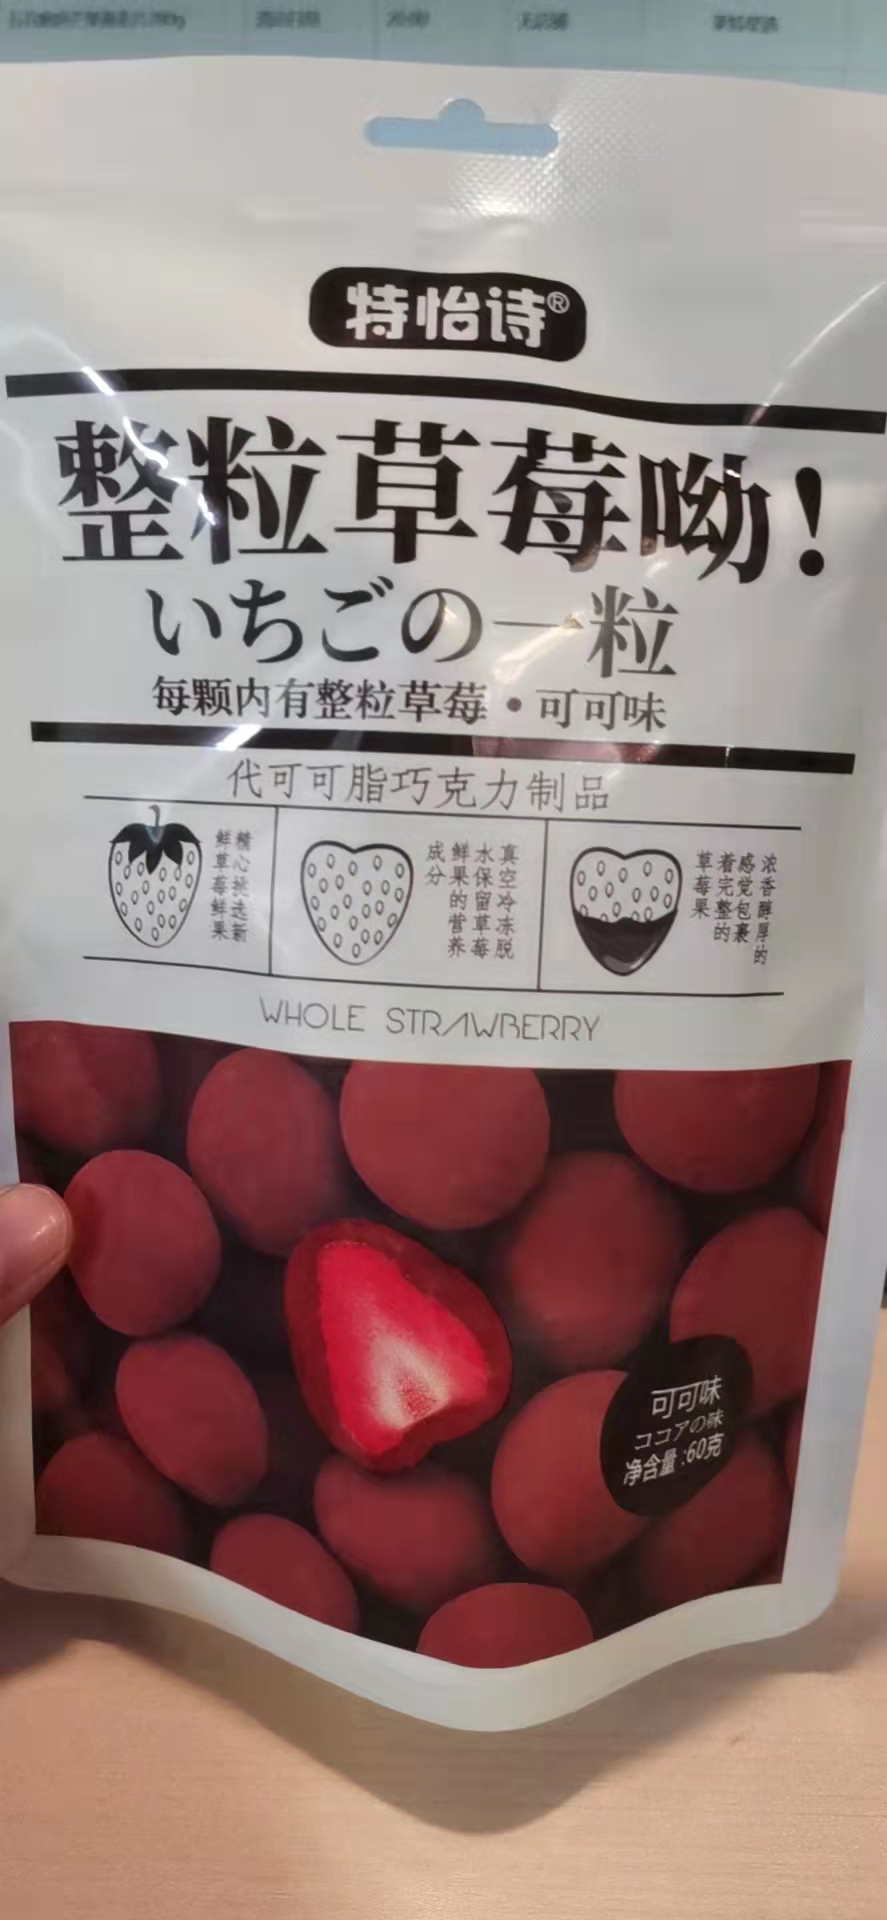 特怡诗®
整粒草莓呦！
いちごの一粒
每颗内有整粒草莓·可可味
代可可脂巧克力制品
精心挑选新
鲜草莓鲜果
真空冷冻脱
水保留草莓
鲜果的营养
成分
浓香醇厚的
感觉包裹
着完整的
草莓果
WHOLE STRAWBERRY
可可味
ココアの味
净含量:60克